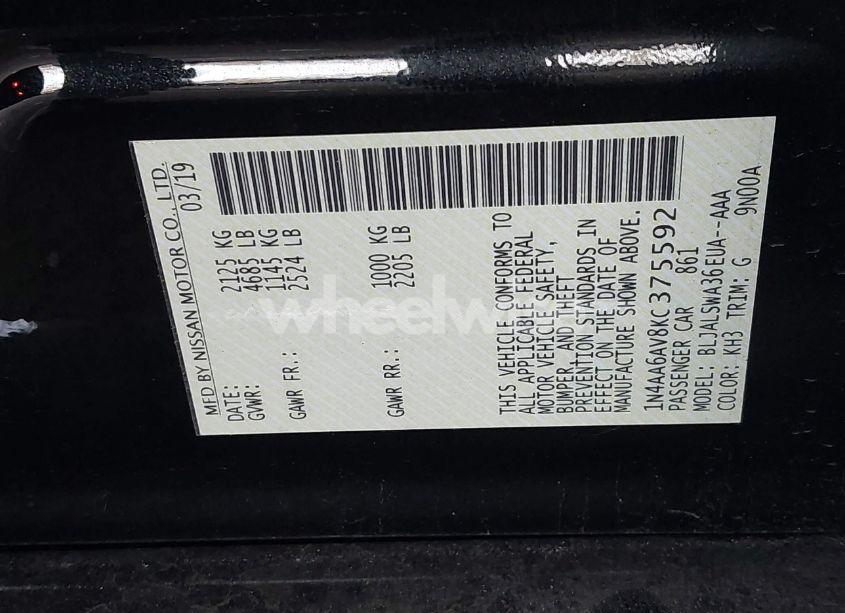 MFD BY NISSAN MOTOR CO., LTD.
DATE: 03/19
GVWR: 2125 KG
4685 LB
GAWR FR.: 1145 KG
2524 LB
GAWR RR.: 1000 KG
2205 LB
THIS VEHICLE CONFORMS TO
ALL APPLICABLE FEDERAL
MOTOR VEHICLE SAFETY,
BUMPER, AND THEFT
PREVENTION STANDARDS IN
EFFECT ON THE DATE OF
MANUFACTURE SHOWN ABOVE.
1N4AA6AV8KC375592
PASSENGER CAR 861
MODEL: BLJALSWA36EUA--AAA
COLOR: KH3 TRIM: G 9N00A